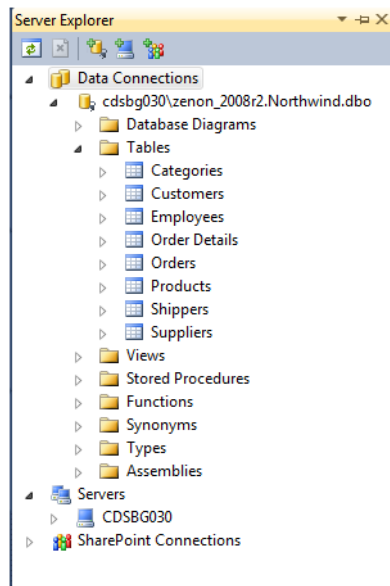 Server Explorer
Data Connections
cdsbg030\zenon_2008r2.Northwind.dbo
Database Diagrams
Tables
Categories
Customers
Employees
Order Details
Orders
Products
Shippers
Suppliers
Views
Stored Procedures
Functions
Synonyms
Types
Assemblies
Servers
CDSBG030
SharePoint Connections